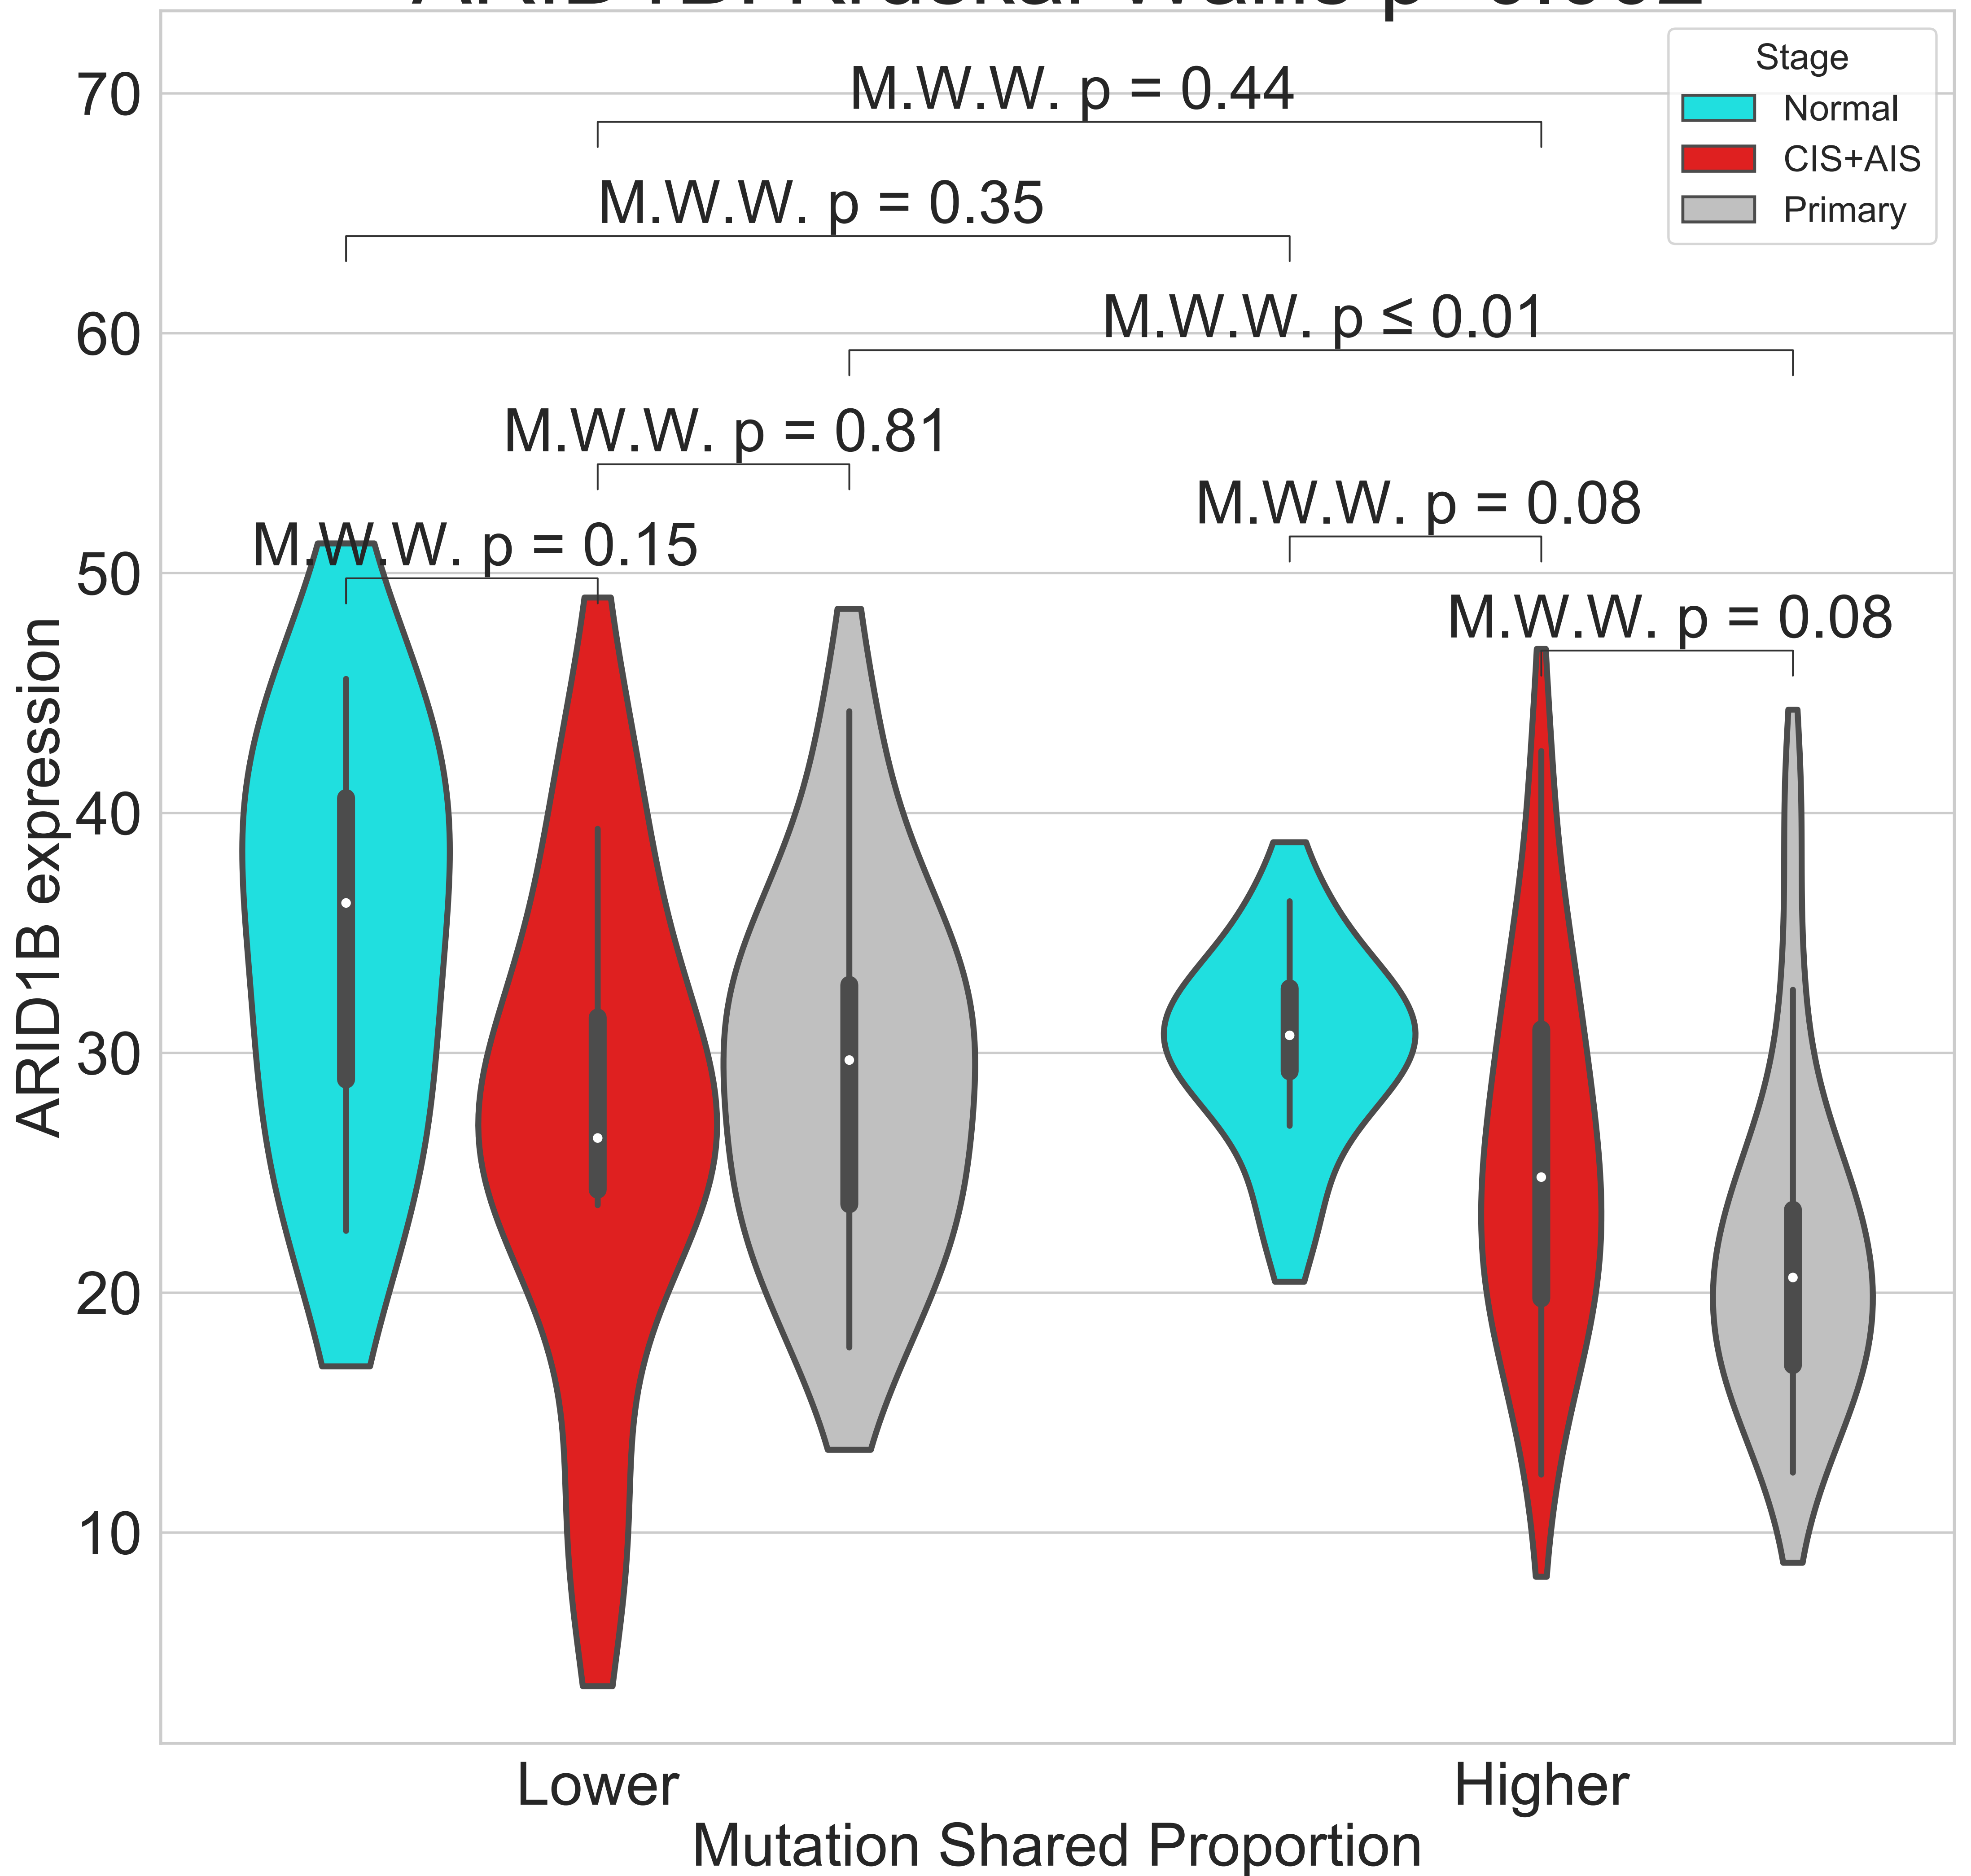 Stage
Normal
CIS+AIS
Primary
M.W.W. p = 0.44
M.W.W. p = 0.35
M.W.W. p ≤ 0.01
M.W.W. p = 0.81
M.W.W. p = 0.08
M.W.W. p = 0.15
M.W.W. p = 0.08
70
60
50
40
30
20
10
ARID1B expression
Lower
Higher
Mutation Shared Proportion